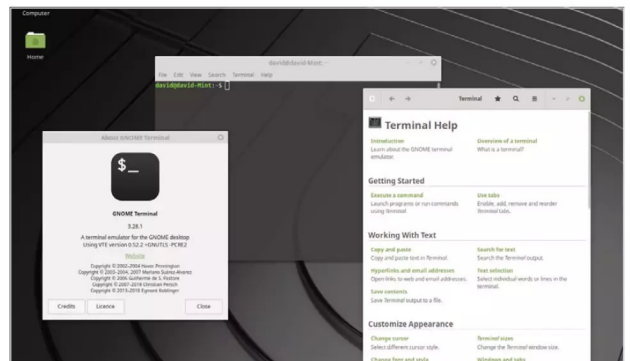 Computer
Home
david@david-Mint: ~
File Edit View Search Terminal Help
david@david-Mint:~$
About GNOME Terminal
$_
GNOME Terminal
3.28.1
A terminal emulator for the GNOME desktop
Using VTE version 0.52.2 +GNUTLS -PCRE2
Website
Copyright © 2002–2004 Havoc Pennington
Copyright © 2003–2004, 2007 Mariano Suárez-Alvarez
Copyright © 2006 Guilherme de S. Pastore
Copyright © 2007–2018 Christian Persch
Copyright © 2013–2018 Egmont Koblinger
Credits
Licence
Close
Terminal
Terminal Help
Introduction
Learn about the GNOME terminal
emulator.
Overview of a terminal
What is a terminal?
Getting Started
Execute a command
Launch programs or run commands
using Terminal.
Use tabs
Enable, add, remove and reorder
Terminal tabs.
Working With Text
Copy and paste
Copy and paste text in Terminal.
Search for text
Search the Terminal output.
Hyperlinks and email addresses
Open links to web and email addresses.
Text selection
Select individual words or lines in the
terminal.
Save contents
Save Terminal output to a file.
Customize Appearance
Change cursor
Select different cursor style.
Terminal sizes
Change the Terminal window size.
Change font and style
Windows and tabs